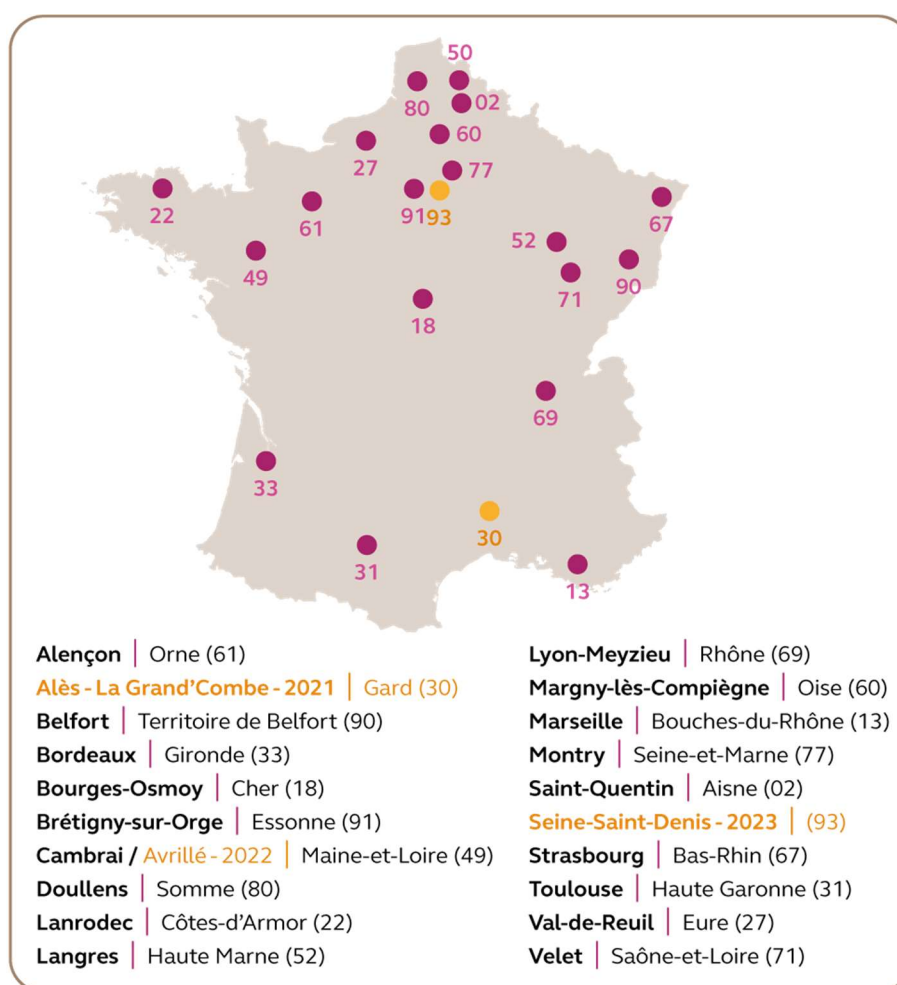 50
80
02
60
27
77
22
61
91
93
67
49
52
71
90
18
69
33
30
31
13
Alençon | Orne (61)
Alès - La Grand'Combe - 2021 | Gard (30)
Belfort | Territoire de Belfort (90)
Bordeaux | Gironde (33)
Bourges-Osmoy | Cher (18)
Brétigny-sur-Orge | Essonne (91)
Cambrai / Avrillé - 2022 | Maine-et-Loire (49)
Doullens | Somme (80)
Lanrodec | Côtes-d'Armor (22)
Langres | Haute Marne (52)
Lyon-Meyzieu | Rhône (69)
Margny-lès-Compiègne | Oise (60)
Marseille | Bouches-du-Rhône (13)
Montry | Seine-et-Marne (77)
Saint-Quentin | Aisne (02)
Seine-Saint-Denis - 2023 | (93)
Strasbourg | Bas-Rhin (67)
Toulouse | Haute Garonne (31)
Val-de-Reuil | Eure (27)
Velet | Saône-et-Loire (71)